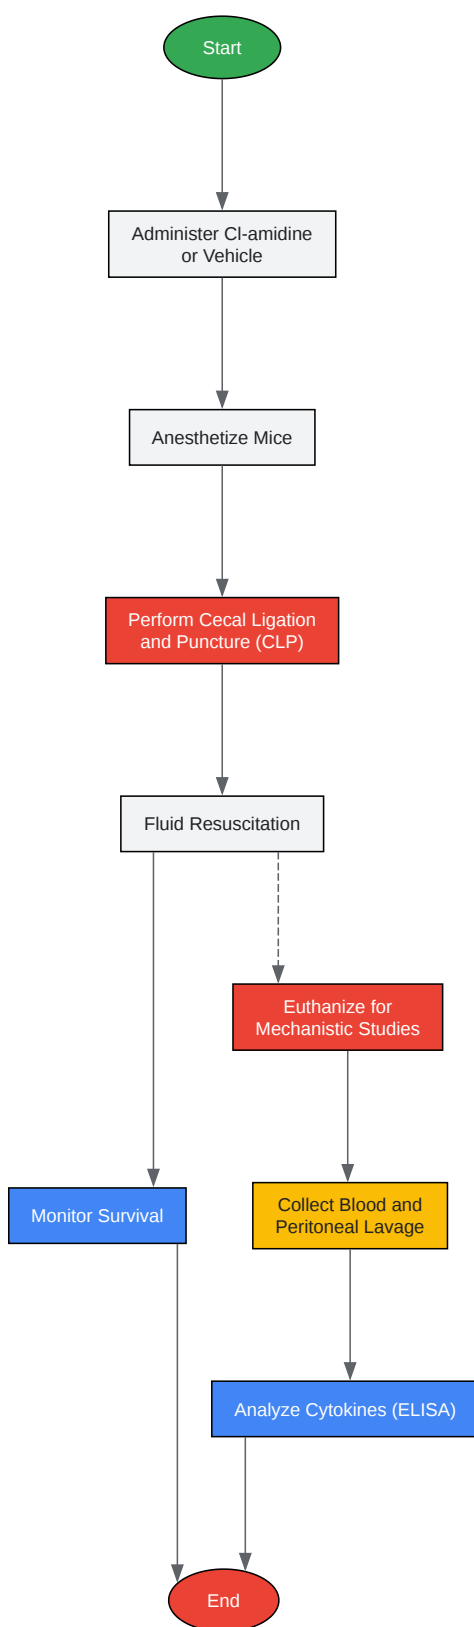 Start
Administer Cl-amidine
or Vehicle
Anesthetize Mice
Perform Cecal Ligation
and Puncture (CLP)
Fluid Resuscitation
Euthanize for
Mechanistic Studies
Monitor Survival
Collect Blood and
Peritoneal Lavage
Analyze Cytokines (ELISA)
End